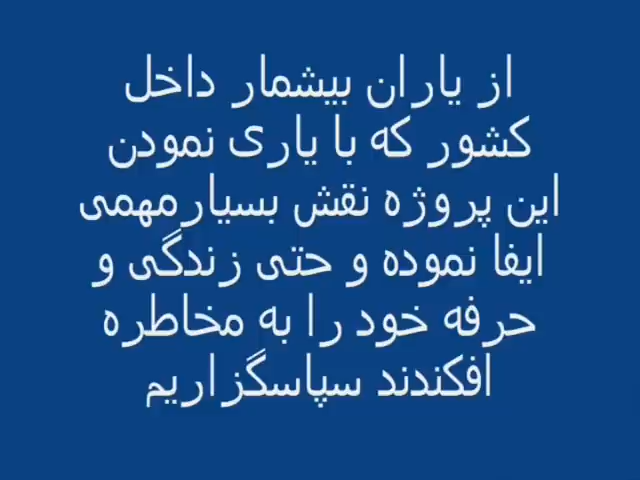 از یاران بیشمار داخل
کشور که با یاری نمودن
این پروژه نقش بسیارمهمی
ایفا نموده و حتی زندگی و
حرفه خود را به مخاطره
افکندند سپاسگزاریم